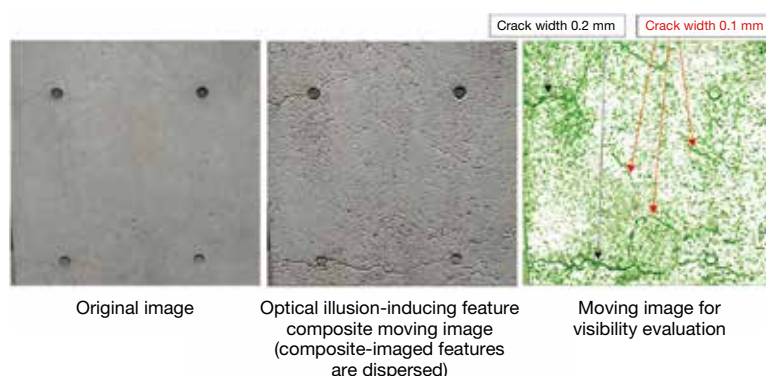 Crack width 0.2 mm
Crack width 0.1 mm
Original image
Optical illusion-inducing feature
composite moving image
(composite-imaged features
are dispersed)
Moving image for
visibility evaluation